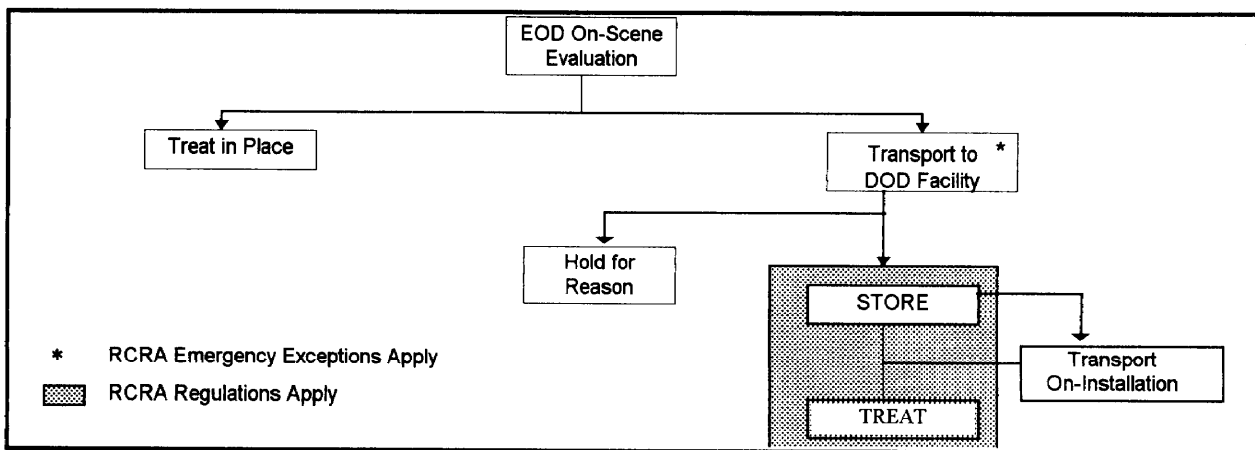 EOD On-Scene
Evaluation
Treat in Place
Transport to *
DOD Facility
Hold for
Reason
STORE
Transport
On-Installation
TREAT
* RCRA Emergency Exceptions Apply
RCRA Regulations Apply